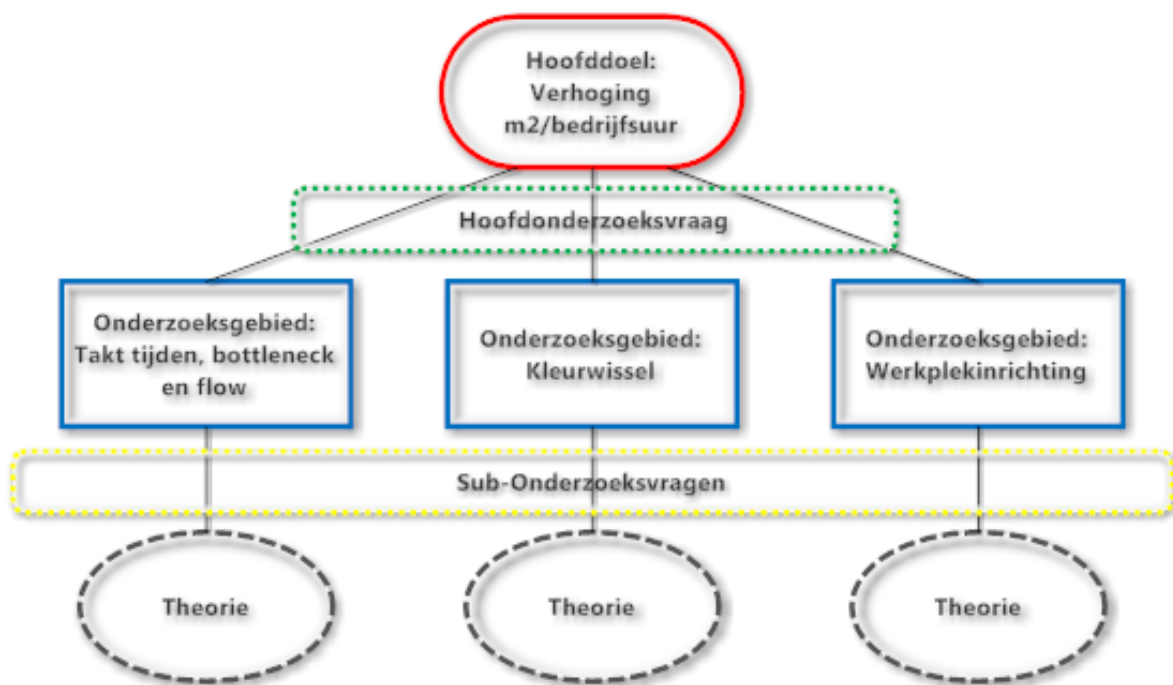 Hoofddoel:
Verhoging
m2/bedrijfsuur
Hoofdonderzoeksvraag
Onderzoeksgebied:
Takt tijden, bottleneck
en flow
Onderzoeksgebied:
Kleurwissel
Onderzoeksgebied:
Werkplekinrichting
Sub-Onderzoeksvragen
Theorie
Theorie
Theorie